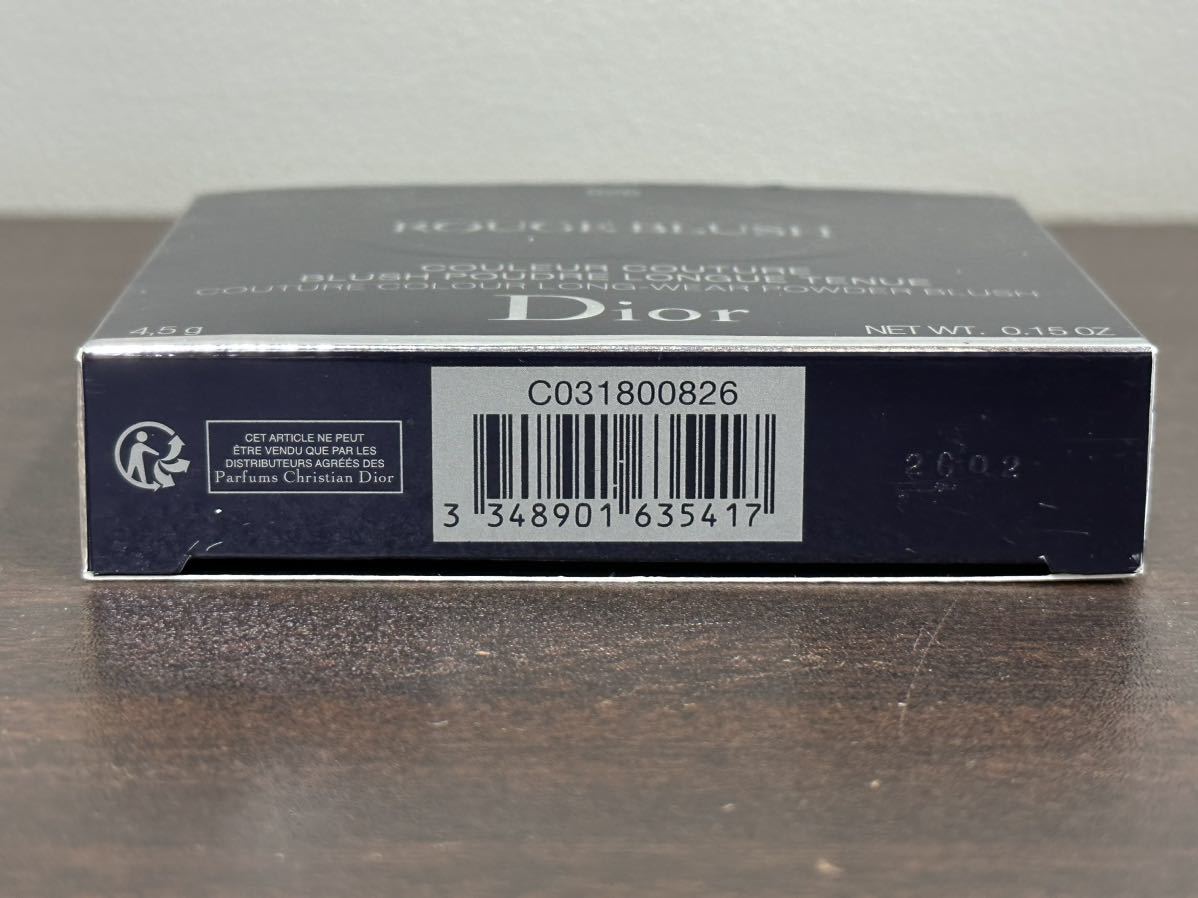 ROUGE BLUSH
COULEUR COUTURE
BLUSH POUDRE LONGUE TENUE
COUTURE COLOUR LONG-WEAR POWDER BLUSH
Dior
4,5 g
NET WT. 0.15 OZ.
CET ARTICLE NE PEUT
ÊTRE VENDU QUE PAR LES
DISTRIBUTEURS AGRÉÉS DES
Parfums Christian Dior
C031800826
3 348901 635417